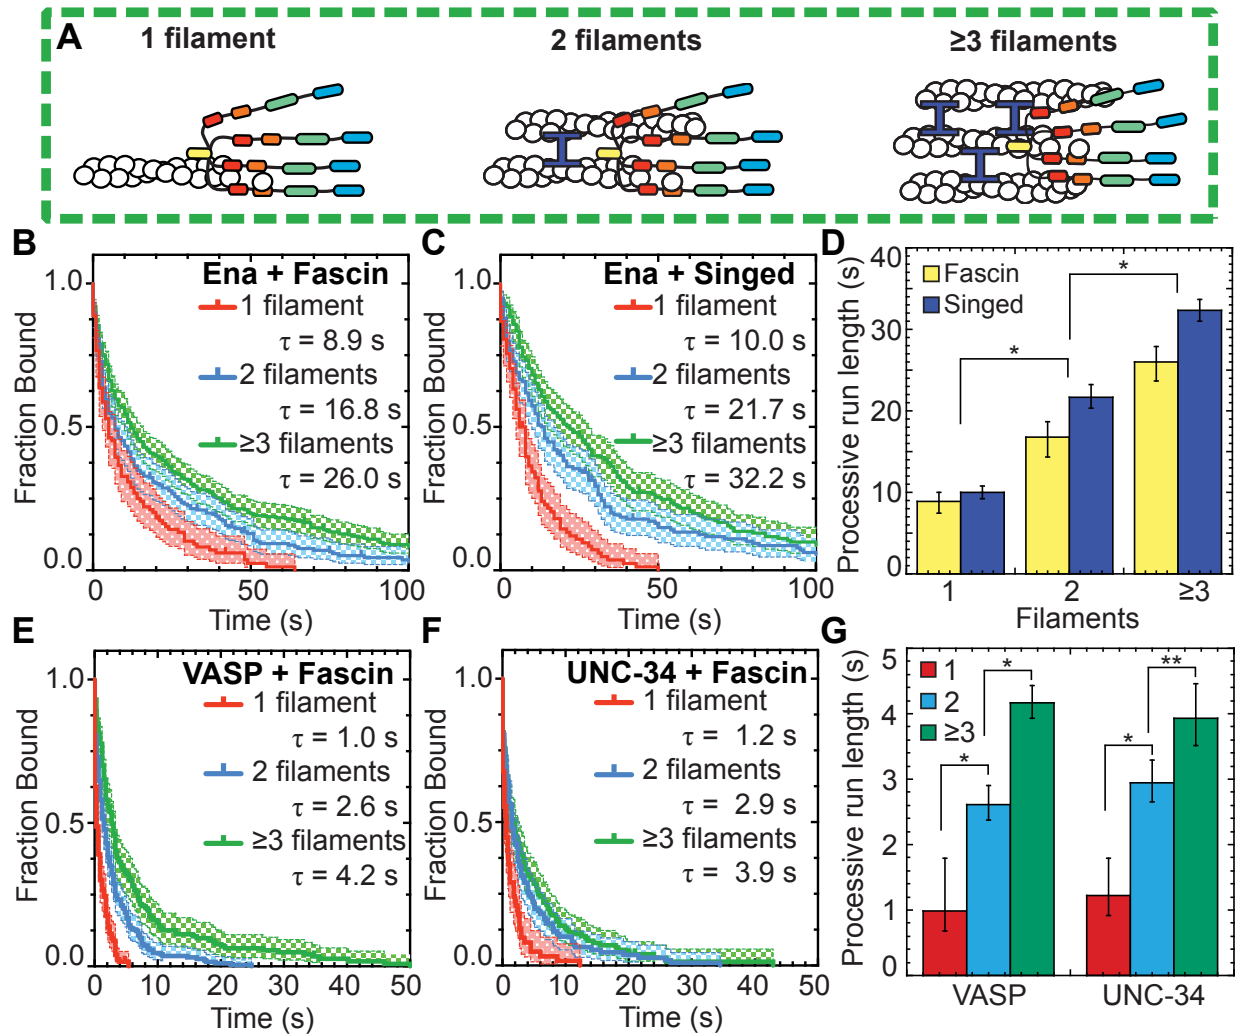 A
1 filament
2 filaments
≥3 filaments
B
Ena + Fascin
1 filament
τ = 8.9 s
2 filaments
τ = 16.8 s
≥3 filaments
τ = 26.0 s
Fraction Bound
1.0
0.5
0.0
0
50
100
Time (s)
C
Ena + Singed
1 filament
τ = 10.0 s
2 filaments
τ = 21.7 s
≥3 filaments
τ = 32.2 s
Fraction Bound
1.0
0.5
0.0
0
50
100
Time (s)
D
Fascin
Singed
*
*
Processive run length (s)
40
30
20
10
0
1
2
≥3
Filaments
E
VASP + Fascin
1 filament
τ = 1.0 s
2 filaments
τ = 2.6 s
≥3 filaments
τ = 4.2 s
Fraction Bound
1.0
0.5
0.0
0
10
20
30
40
50
Time (s)
F
UNC-34 + Fascin
1 filament
τ = 1.2 s
2 filaments
τ = 2.9 s
≥3 filaments
τ = 3.9 s
Fraction Bound
1.0
0.5
0.0
0
10
20
30
40
50
Time (s)
G
1
2
≥3
*
*
*
**
Processive run length (s)
5
4
3
2
1
0
VASP
UNC-34